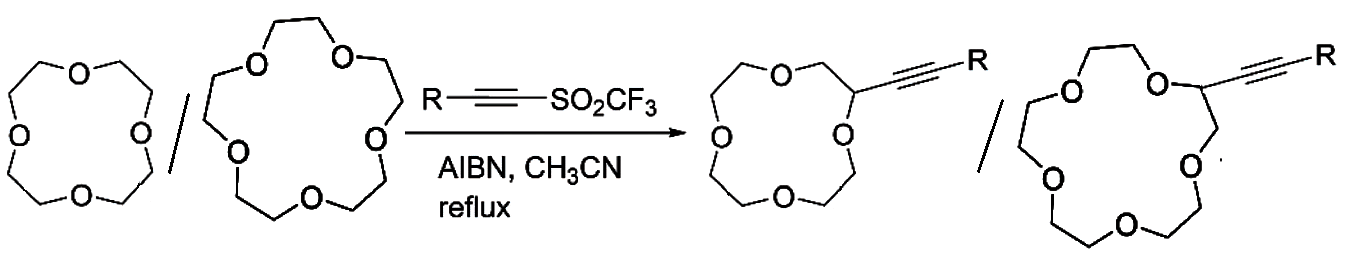 O O O O / O O O O O
R SO₂CF₃
AIBN, CH₃CN
reflux
O O O O R / O O O O O R